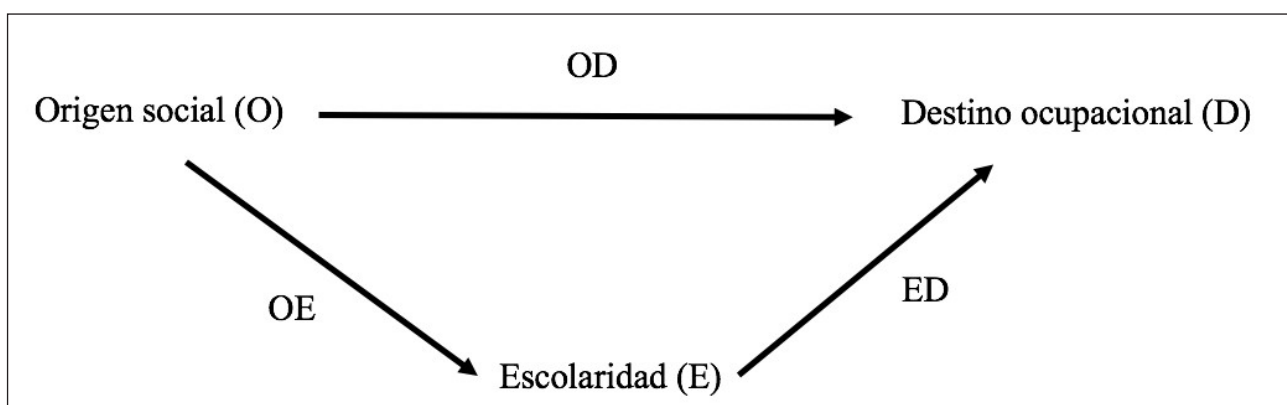 OD
Origen social (O)
Destino ocupacional (D)
OE
ED
Escolaridad (E)